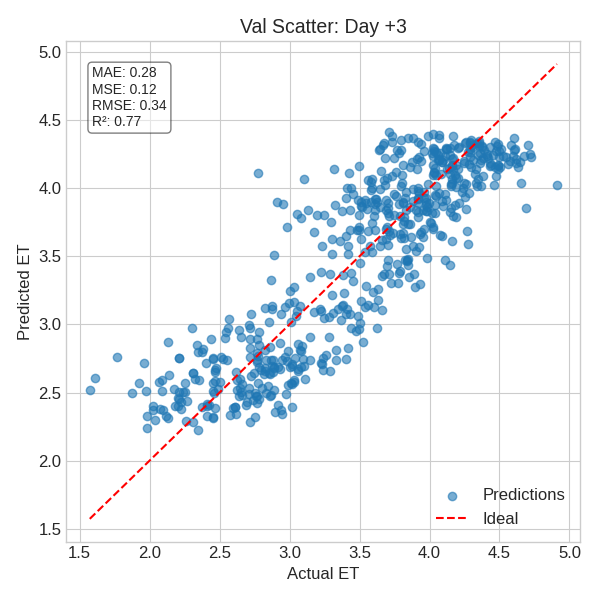 Val Scatter: Day +3
MAE: 0.28
MSE: 0.12
RMSE: 0.34
R²: 0.77
Predicted ET
5.0
4.5
4.0
3.5
3.0
2.5
2.0
1.5
Predictions
Ideal
1.5 2.0 2.5 3.0 3.5 4.0 4.5 5.0
Actual ET